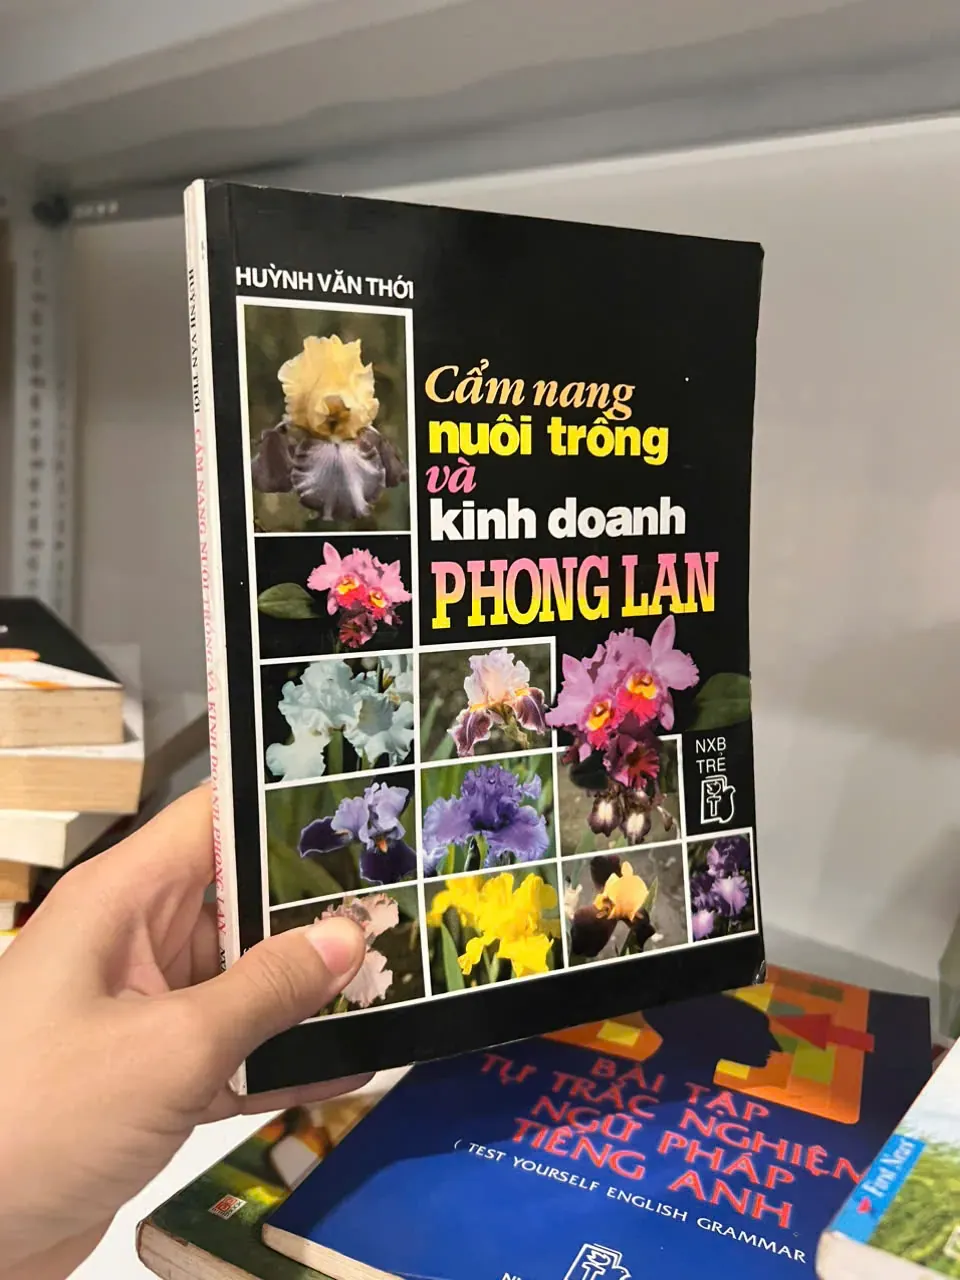 HUỲNH VĂN THỚI
Cẩm nang
nuôi trồng
và
kinh doanh
PHONG LAN
NXB
TRẺ
HUỲNH VĂN THỚI CẨM NANG NUÔI TRỒNG VÀ KINH DOANH PHONG LAN
BÀI TẬP
TỰ TRẮC NGHIỆM
NGỮ PHÁP
TIẾNG ANH
( TEST YOURSELF ENGLISH GRAMMAR
First News